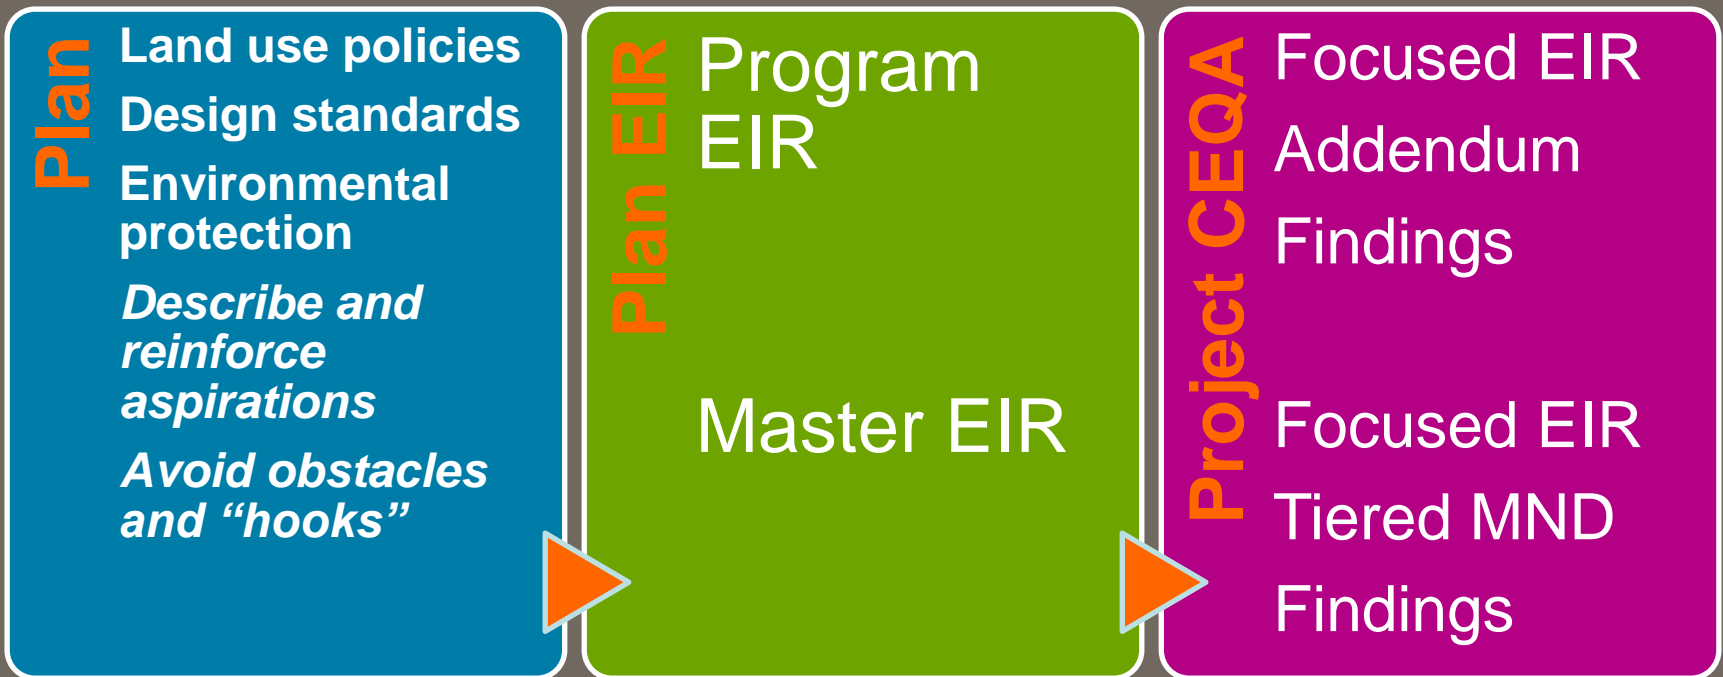 Plan
Land use policies
Design standards
Environmental
protection
Describe and
reinforce
aspirations
Avoid obstacles
and “hooks”
Plan EIR
Program
EIR
Master EIR
Project CEQA
Focused EIR
Addendum
Findings
Focused EIR
Tiered MND
Findings